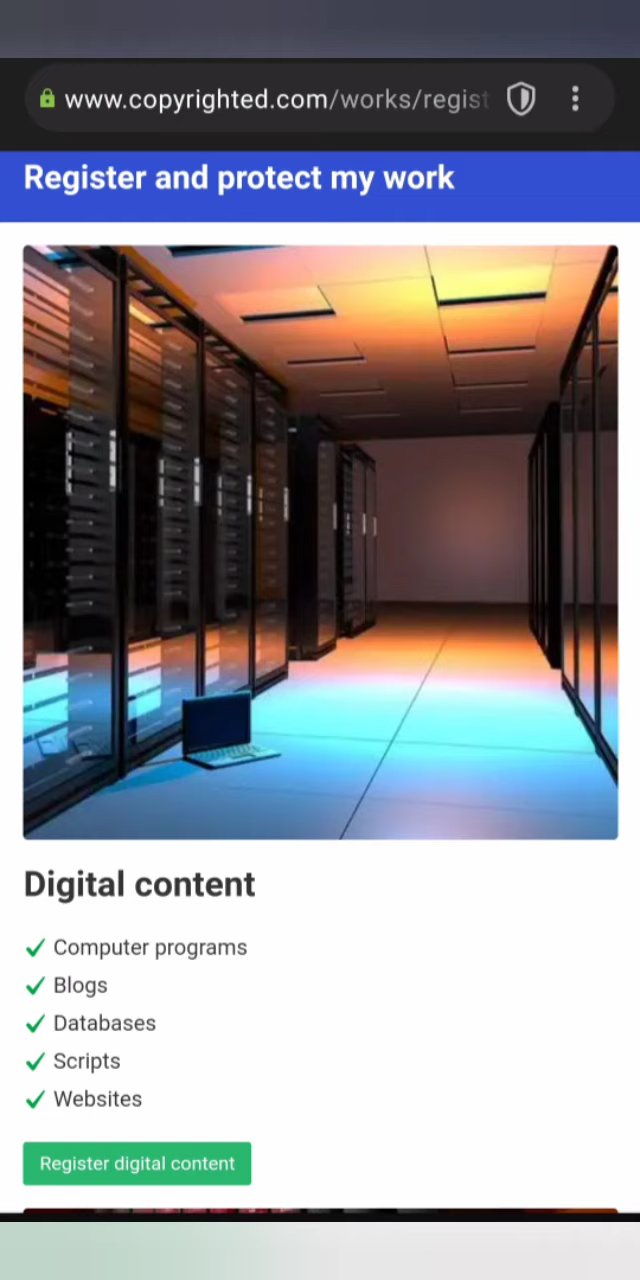 www.copyrighted.com/works/regist
Register and protect my work
Digital content
Computer programs
Blogs
Databases
Scripts
Websites
Register digital content